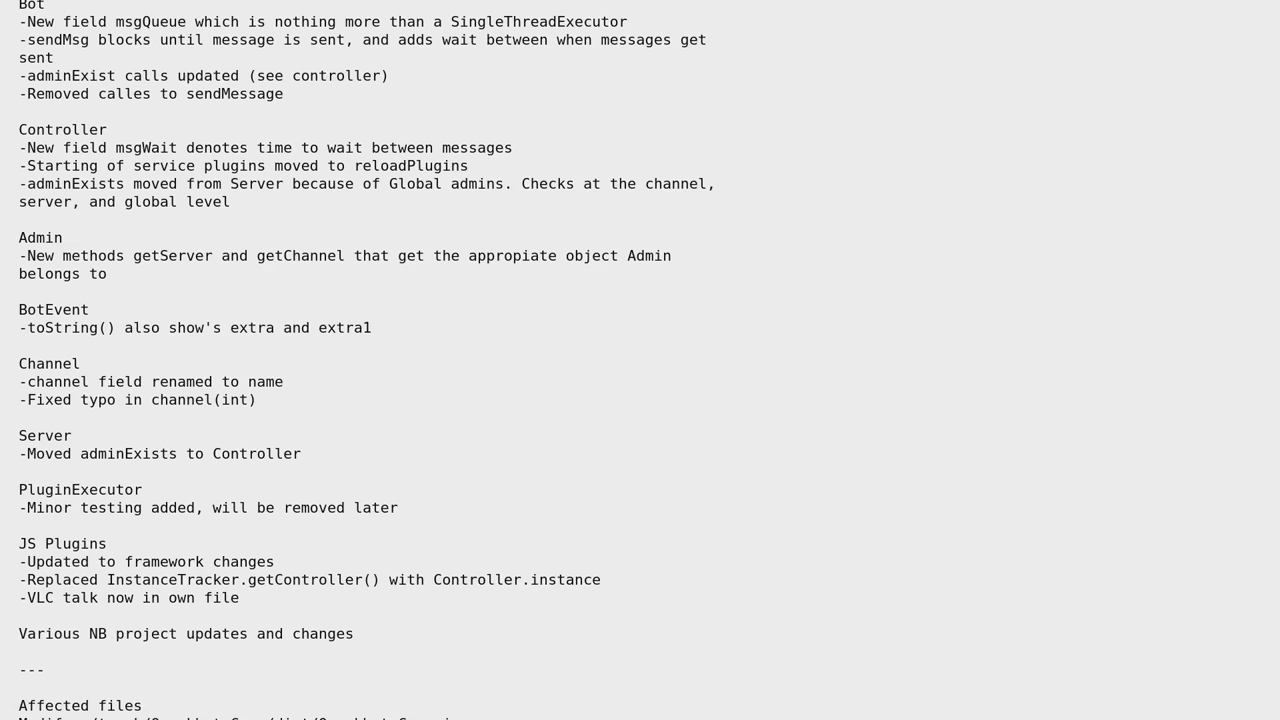 Bot
-New field msgQueue which is nothing more than a SingleThreadExecutor
-sendMsg blocks until message is sent, and adds wait between when messages get
sent
-adminExist calls updated (see controller)
-Removed calles to sendMessage
Controller
-New field msgWait denotes time to wait between messages
-Starting of service plugins moved to reloadPlugins
-adminExists moved from Server because of Global admins. Checks at the channel,
server, and global level
Admin
-New methods getServer and getChannel that get the appropiate object Admin
belongs to
BotEvent
-toString() also show's extra and extra1
Channel
-channel field renamed to name
-Fixed typo in channel(int)
Server
-Moved adminExists to Controller
PluginExecutor
-Minor testing added, will be removed later
JS Plugins
-Updated to framework changes
-Replaced InstanceTracker.getController() with Controller.instance
-VLC talk now in own file
Various NB project updates and changes
---
Affected files